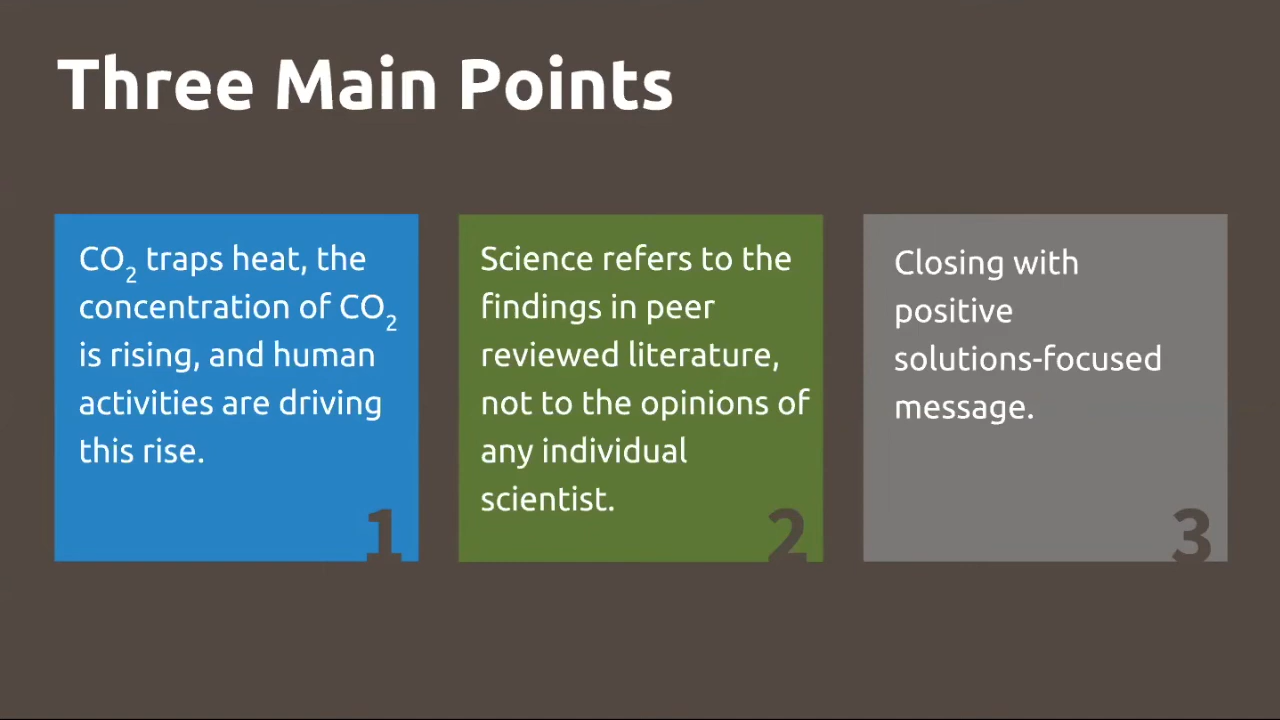 Three Main Points
CO₂ traps heat, the
concentration of CO₂
is rising, and human
activities are driving
this rise.
1
Science refers to the
findings in peer
reviewed literature,
not to the opinions of
any individual
scientist.
2
Closing with
positive
solutions-focused
message.
3